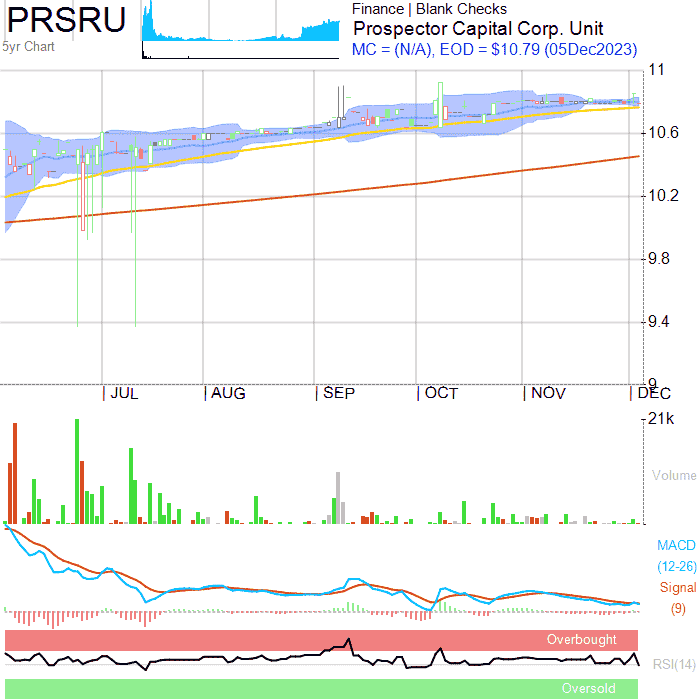 PRSRU
5yr Chart
Finance | Blank Checks
Prospector Capital Corp. Unit
MC = (N/A), EOD = $10.79 (05Dec2023)
11
10.6
10.2
9.8
9.4
9
JUL AUG SEP OCT NOV DEC
21k
Volume
MACD
(12-26)
Signal
(9)
Overbought
RSI(14)
Oversold